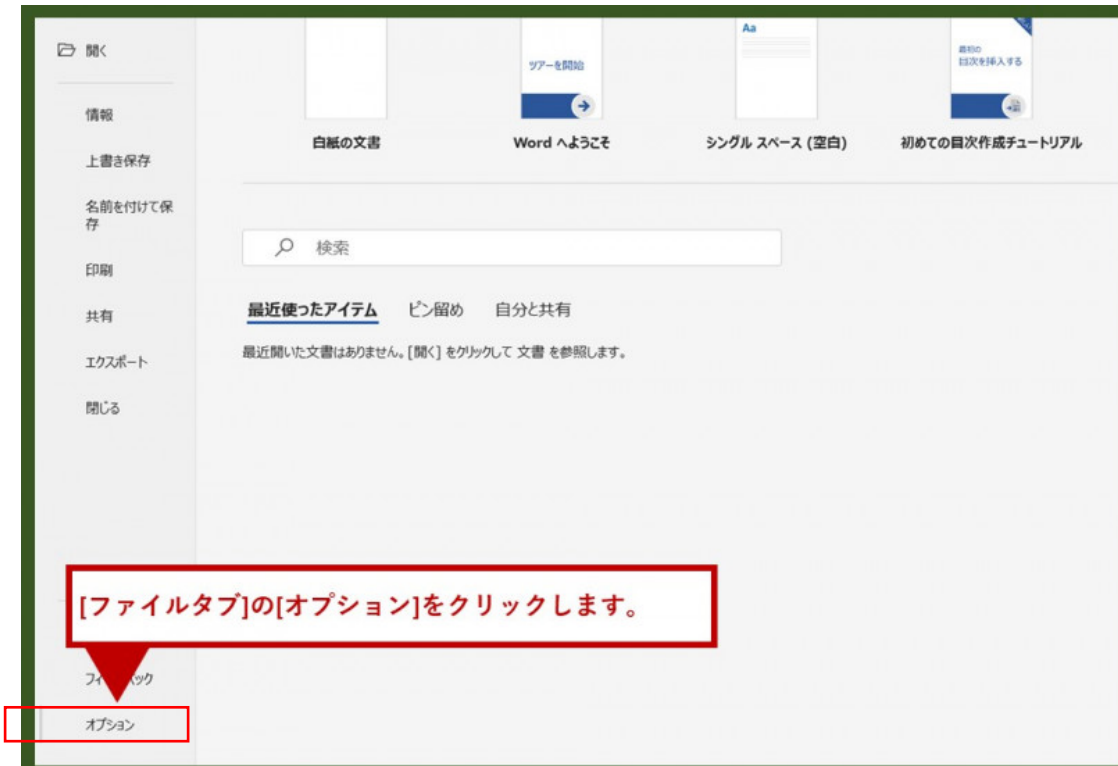 開く
情報
上書き保存
名前を付けて保
存
印刷
共有
エクスポート
閉じる
オプション
ツアーを開始
Aa
最初の
目次を挿入する
白紙の文書
Word へようこそ
シングル スペース (空白)
初めての目次作成チュートリアル
検索
最近使ったアイテム ピン留め 自分と共有
最近開いた文書はありません。[開く] をクリックして 文書 を参照します。
[ファイルタブ]の[オプション]をクリックします。